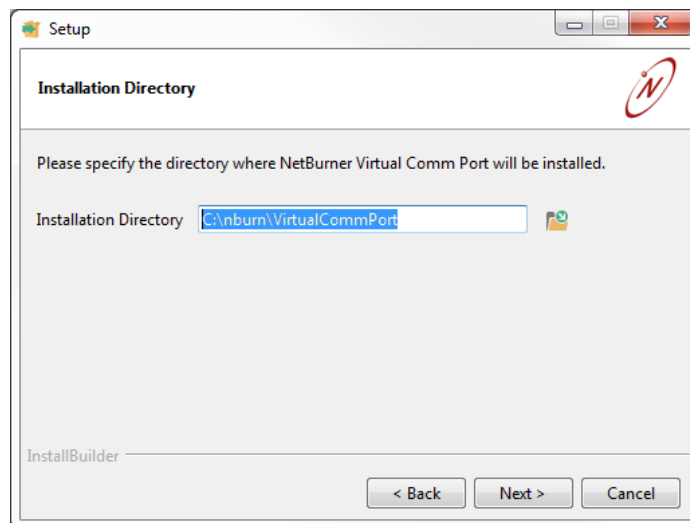 Setup
Installation Directory
Please specify the directory where NetBurner Virtual Comm Port will be installed.
Installation Directory C:\nburn\VirtualCommPort
InstallBuilder
< Back Next > Cancel